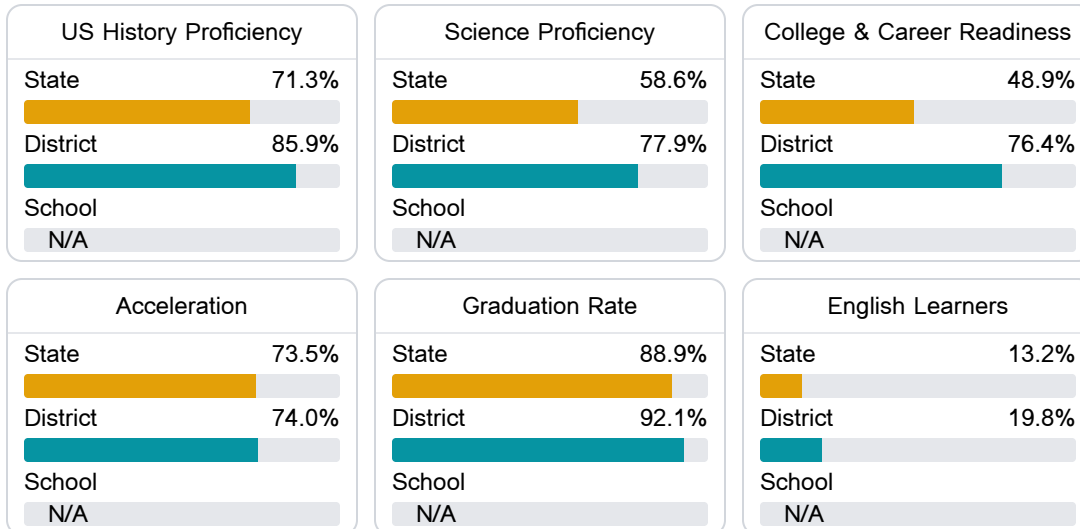 US History Proficiency
State 71.3%
District 85.9%
School
N/A
Science Proficiency
State 58.6%
District 77.9%
School
N/A
College & Career Readiness
State 48.9%
District 76.4%
School
N/A
Acceleration
State 73.5%
District 74.0%
School
N/A
Graduation Rate
State 88.9%
District 92.1%
School
N/A
English Learners
State 13.2%
District 19.8%
School
N/A